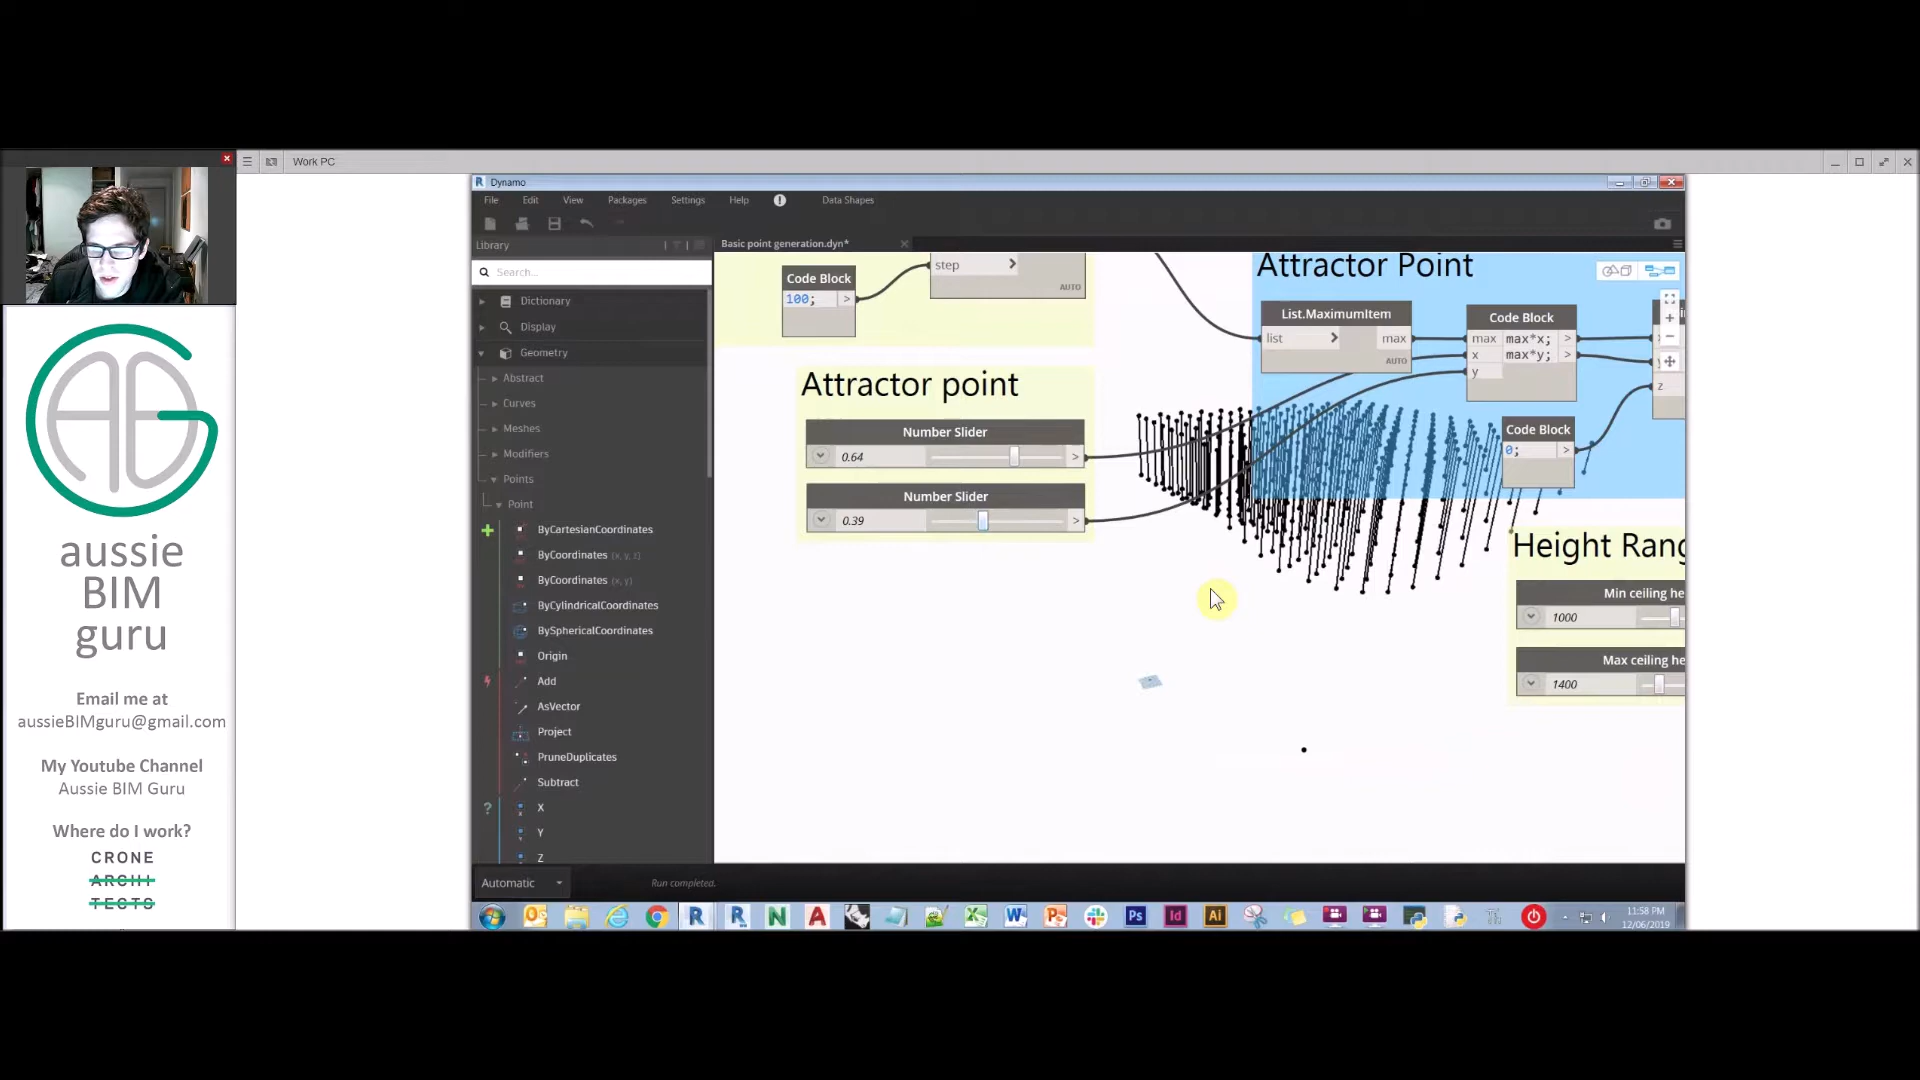 Work PC
Dynamo
File Edit View Packages Settings Help Data Shapes
Library
Basic point generation.dyn*
Search...
Dictionary
Display
Geometry
Abstract
Curves
Meshes
Modifiers
Points
Point
ByCartesianCoordinates
ByCoordinates (x, y, z)
ByCoordinates (x, y)
ByCylindricalCoordinates
BySphericalCoordinates
Origin
Add
AsVector
Project
PruneDuplicates
Subtract
X
Y
Z
Automatic
Run completed.
Code Block
100; >
step >
AUTO
Attractor point
Number Slider
0.64 >
Number Slider
0.39 >
Attractor Point
List.MaximumItem
list > max
AUTO
Code Block
max max*x; >
x max*y; >
y
z
Code Block
0; >
Height Rang
Min ceiling he
1000
Max ceiling he
1400
AG
aussie
BIM
guru
Email me at
aussieBIMguru@gmail.com
My Youtube Channel
Aussie BIM Guru
Where do I work?
CRONE
ARCHI
TECTS
11:58 PM
12/06/2019